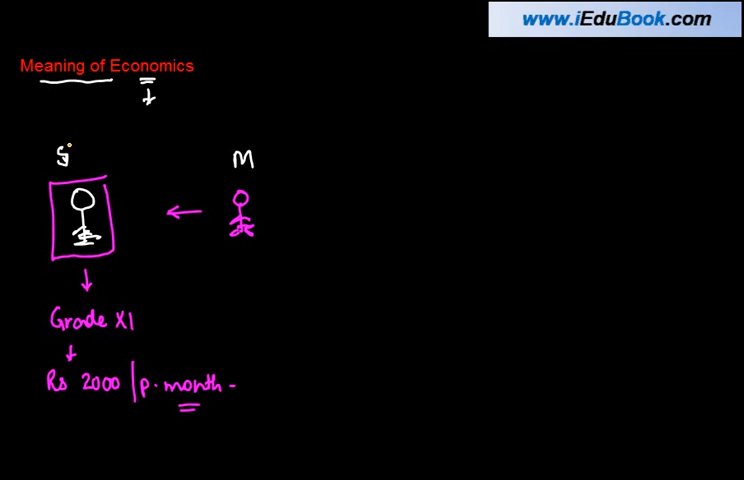 www.iEduBook.com
Meaning of Economics
S
M
Grade XI
Rs 2000 | p. month -